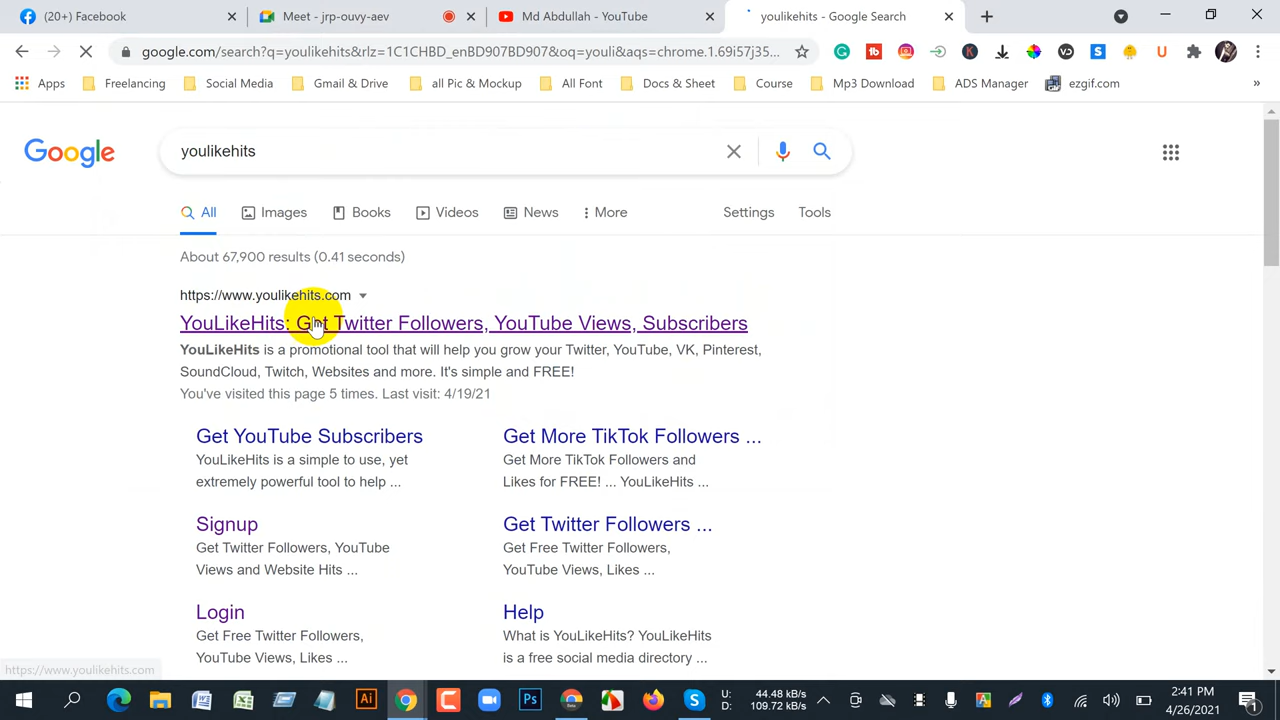 (20+) Facebook
Meet - jrp-ouvy-aev
Md Abdullah - YouTube
youlikehits - Google Search
google.com/search?q=youlikehits&rlz=1C1CHBD_enBD907BD907&oq=youli&aqs=chrome.1.69i57j35...
Apps
Freelancing
Social Media
Gmail & Drive
all Pic & Mockup
All Font
Docs & Sheet
Course
Mp3 Download
ADS Manager
ezgif.com
»
Google
youlikehits
All
Images
Books
Videos
News
More
Settings
Tools
About 67,900 results (0.41 seconds)
https://www.youlikehits.com
YouLikeHits: Get Twitter Followers, YouTube Views, Subscribers
YouLikeHits is a promotional tool that will help you grow your Twitter, YouTube, VK, Pinterest,
SoundCloud, Twitch, Websites and more. It's simple and FREE!
You've visited this page 5 times. Last visit: 4/19/21
Get YouTube Subscribers
YouLikeHits is a simple to use, yet
extremely powerful tool to help ...
Get More TikTok Followers ...
Get More TikTok Followers and
Likes for FREE! ... YouLikeHits ...
Signup
Get Twitter Followers, YouTube
Views and Website Hits ...
Get Twitter Followers ...
Get Free Twitter Followers,
YouTube Views, Likes ...
Login
Get Free Twitter Followers,
YouTube Views, Likes ...
Help
What is YouLikeHits? YouLikeHits
is a free social media directory ...
https://www.youlikehits.com
U: 44.48 kB/s
D: 109.72 kB/s
2:41 PM
4/26/2021